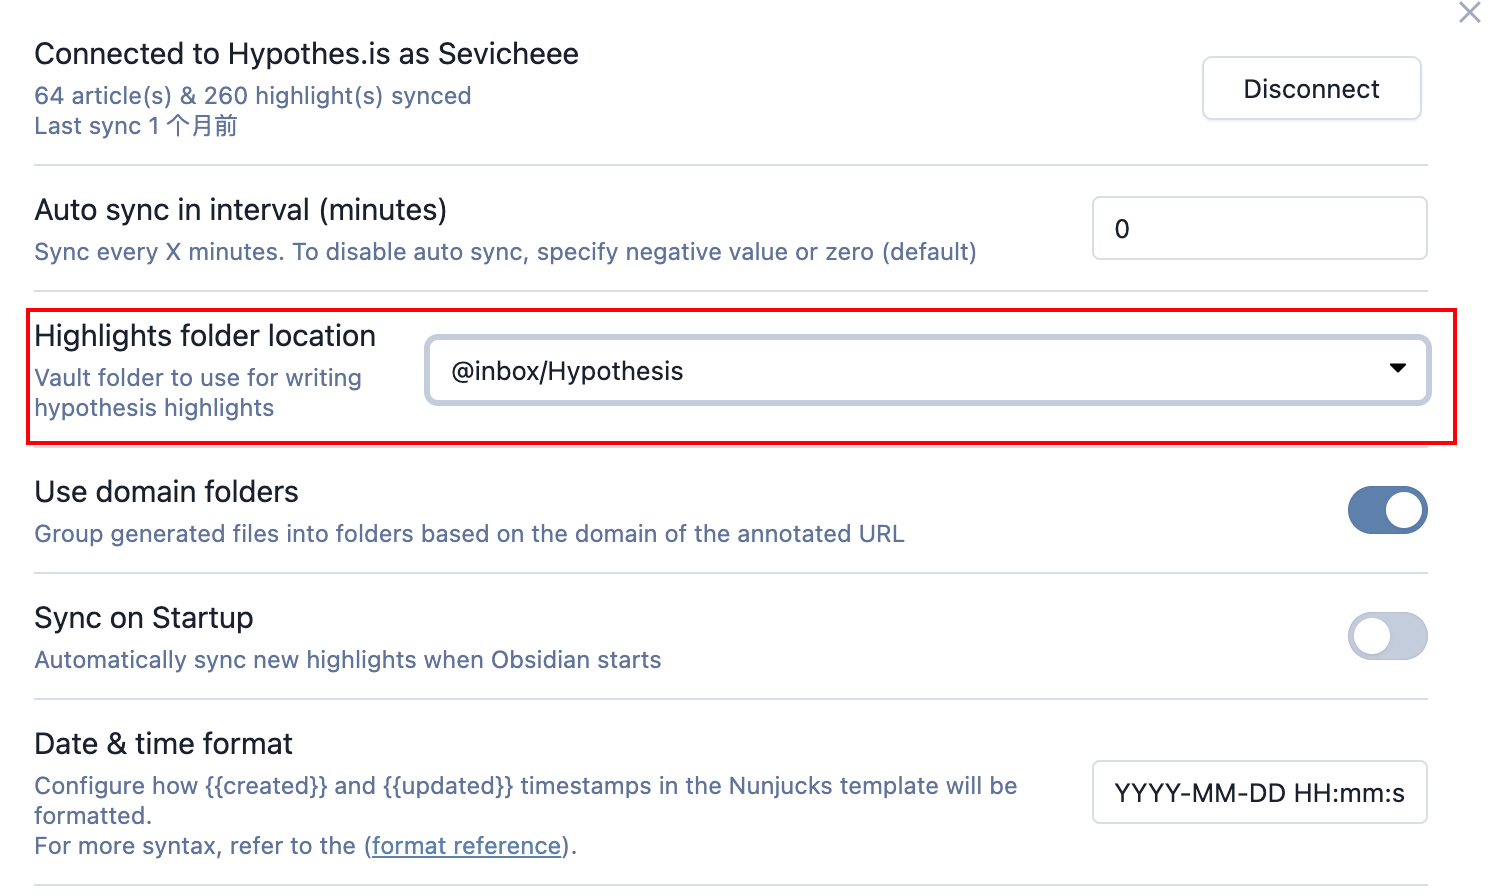 Connected to Hypothes.is as Sevicheee
64 article(s) & 260 highlight(s) synced
Last sync 1 个月前
Disconnect
Auto sync in interval (minutes)
Sync every X minutes. To disable auto sync, specify negative value or zero (default)
0
Highlights folder location
Vault folder to use for writing
hypothesis highlights
@inbox/Hypothesis
Use domain folders
Group generated files into folders based on the domain of the annotated URL
Sync on Startup
Automatically sync new highlights when Obsidian starts
Date & time format
Configure how {{created}} and {{updated}} timestamps in the Nunjucks template will be
formatted.
For more syntax, refer to the (format reference).
YYYY-MM-DD HH:mm:s